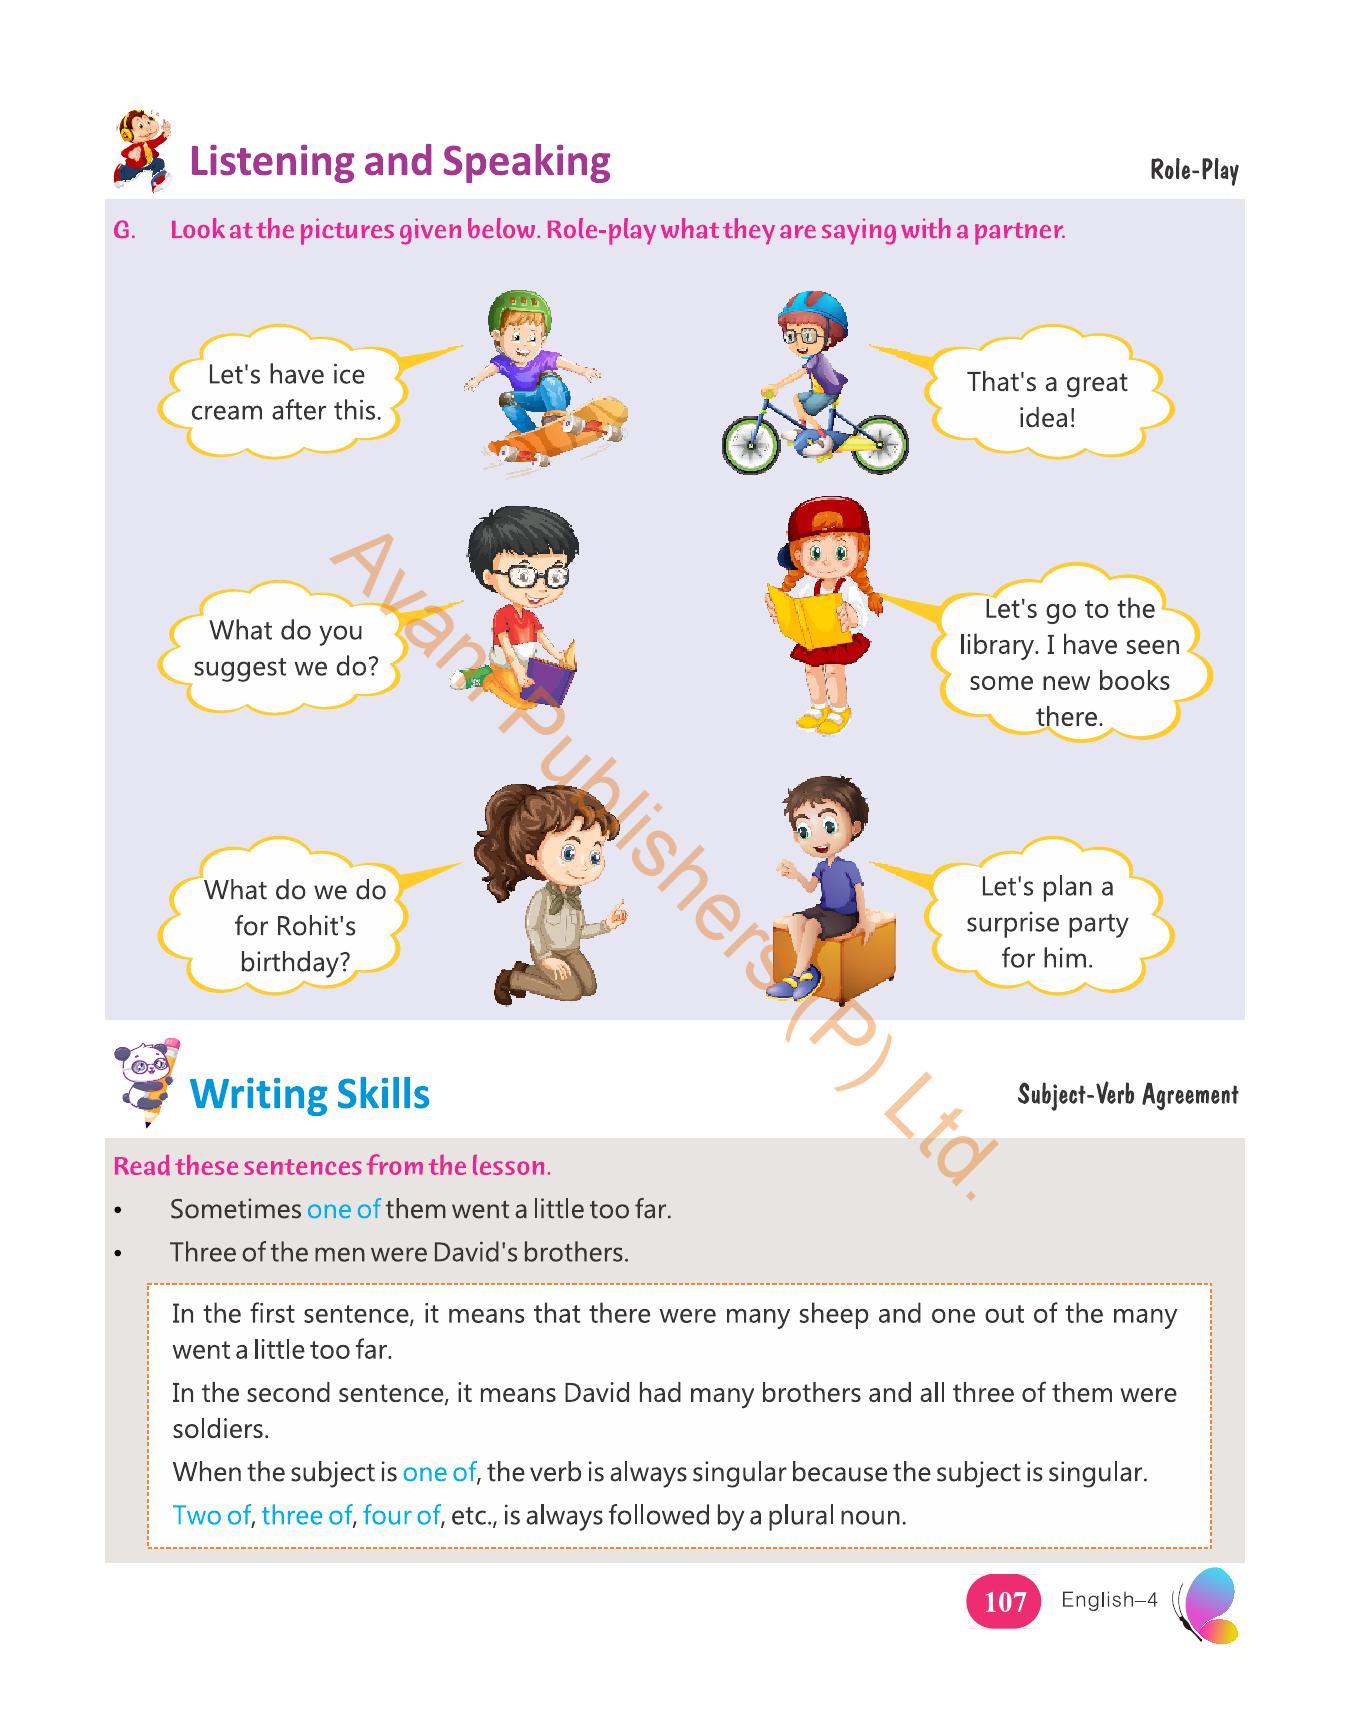 Listening and Speaking
Role-Play
G. Look at the pictures given below. Role-play what they are saying with a partner.
Let's have ice
cream after this.
That's a great
idea!
What do you
suggest we do?
Let's go to the
library. I have seen
some new books
there.
What do we do
for Rohit's
birthday?
Let's plan a
surprise party
for him.
Avani Publishers (P) Ltd.
Writing Skills
Subject-Verb Agreement
Read these sentences from the lesson.
• Sometimes one of them went a little too far.
• Three of the men were David's brothers.
In the first sentence, it means that there were many sheep and one out of the many
went a little too far.
In the second sentence, it means David had many brothers and all three of them were
soldiers.
When the subject is one of, the verb is always singular because the subject is singular.
Two of, three of, four of, etc., is always followed by a plural noun.
107 English–4